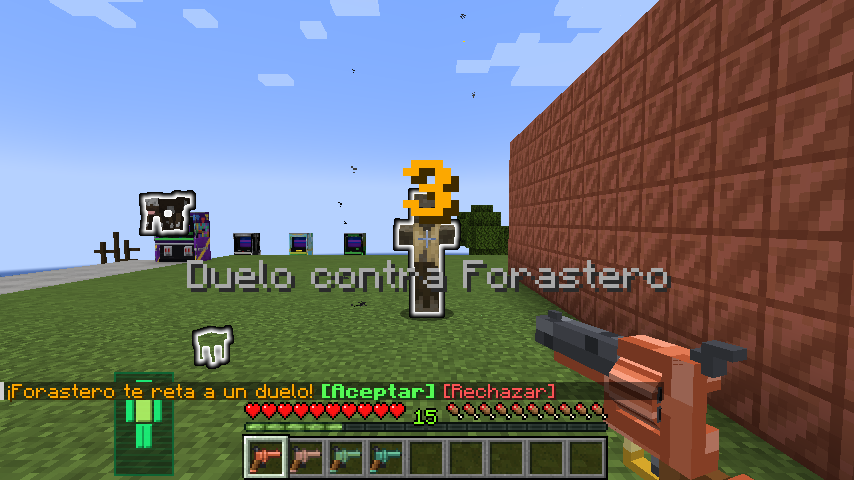 3
Duelo contra Forastero
¡Forastero te reta a un duelo! [Aceptar] [Rechazar]
15